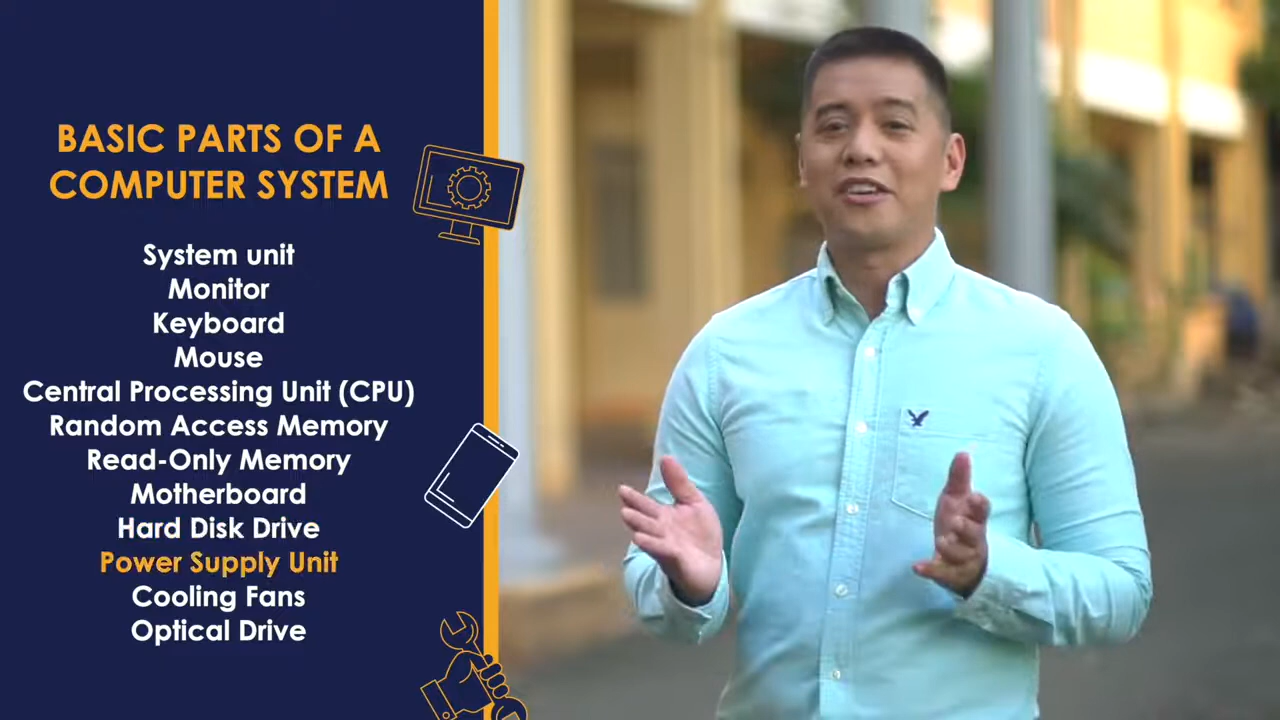 BASIC PARTS OF A
COMPUTER SYSTEM
System unit
Monitor
Keyboard
Mouse
Central Processing Unit (CPU)
Random Access Memory
Read-Only Memory
Motherboard
Hard Disk Drive
Power Supply Unit
Cooling Fans
Optical Drive